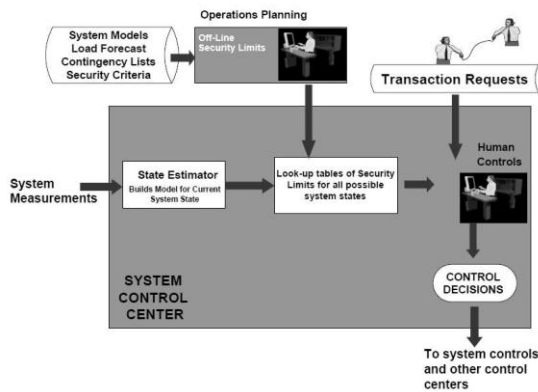 Operations Planning
System Models
Load Forecast
Contingency Lists
Security Criteria
Off-Line
Security Limits
Transaction Requests
System
Measurements
State Estimator
Builds Model for Current
System State
Look-up tables of Security
Limits for all possible
system states
Human
Controls
CONTROL
DECISIONS
SYSTEM
CONTROL
CENTER
To system controls
and other control
centers